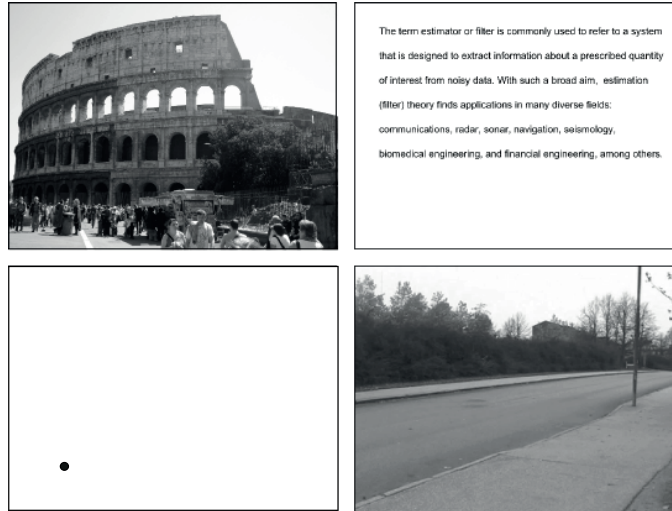 The term estimator or filter is commonly used to refer to a system
that is designed to extract information about a prescribed quantity
of interest from noisy data. With such a broad aim, estimation
(filter) theory finds applications in many diverse fields:
communications, radar, sonar, navigation, seismology,
biomedical engineering, and financial engineering, among others.